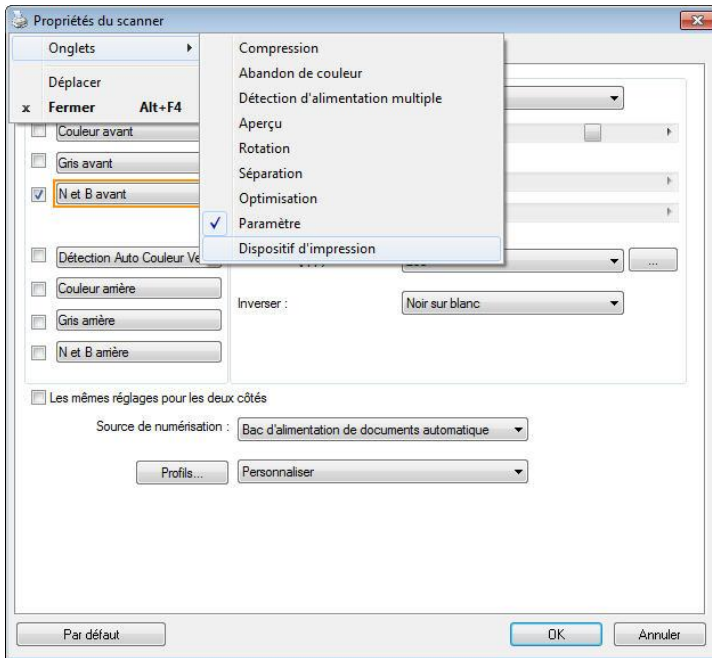 Propriétés du scanner
Onglets
Déplacer
x Fermer Alt+F4
Compression
Abandon de couleur
Détection d'alimentation multiple
Aperçu
Rotation
Séparation
Optimisation
Paramètre
Dispositif d'impression
Couleur avant
Gris avant
N et B avant
Détection Auto Couleur
Couleur arrière
Gris arrière
N et B arrière
Inverser : Noir sur blanc
...
Les mêmes réglages pour les deux côtés
Source de numérisation : Bac d'alimentation de documents automatique
Profils... Personnaliser
Par défaut OK Annuler